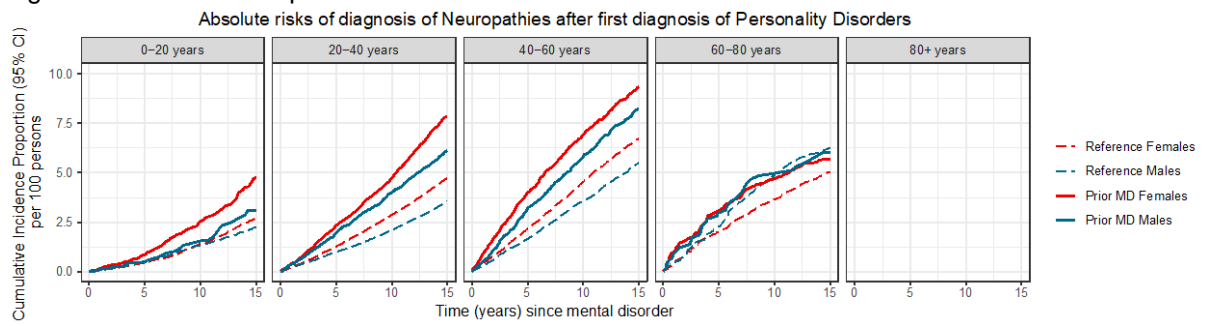 Absolute risks of diagnosis of Neuropathies after first diagnosis of Personality Disorders
Cumulative Incidence Proportion (95% CI)
per 100 persons
0−20 years
20−40 years
40−60 years
60−80 years
80+ years
10.0
7.5
5.0
2.5
0.0
0 5 10 15
0 5 10 15
0 5 10 15
0 5 10 15
0 5 10 15
Time (years) since mental disorder
Reference Females
Reference Males
Prior MD Females
Prior MD Males